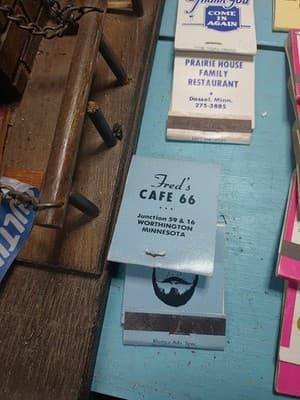 Thank You
COME
IN
AGAIN
PRAIRIE HOUSE
FAMILY
RESTAURANT
Dassel, Minn.
275-3885
Fred's
CAFE 66
Junction 59 & 16
WORTHINGTON
MINNESOTA